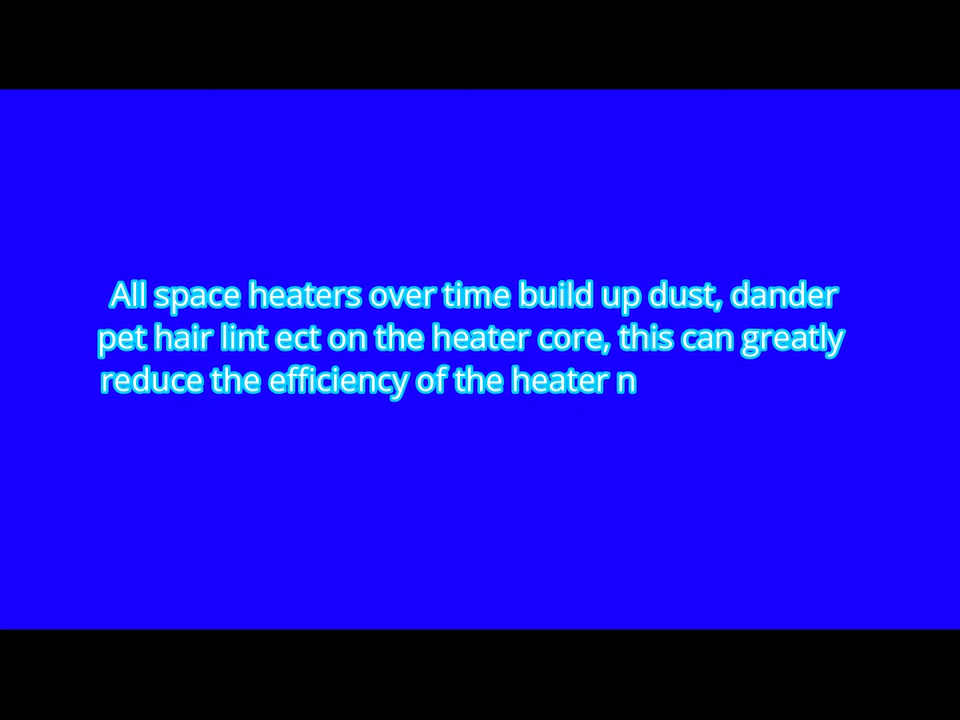 All space heaters over time build up dust, dander
pet hair lint ect on the heater core, this can greatly
reduce the efficiency of the heater n